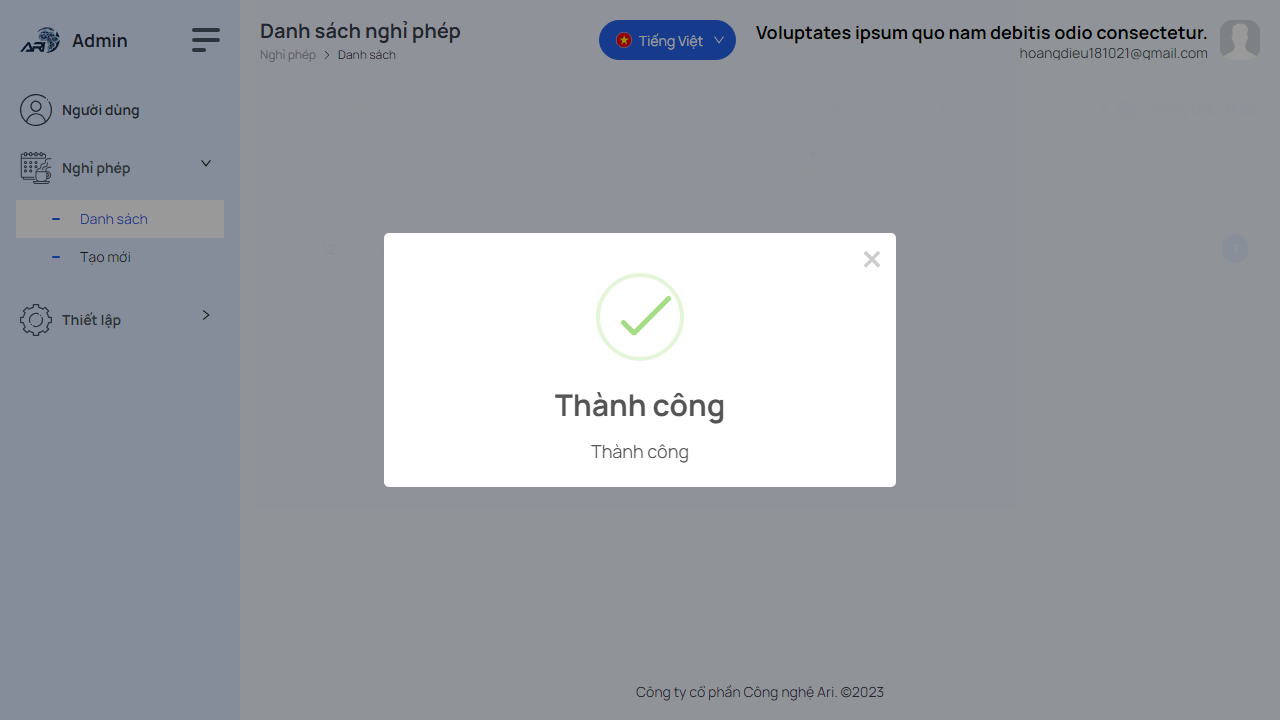 ARI
Admin
Người dùng
Nghỉ phép
Danh sách
Tạo mới
Thiết lập
Danh sách nghỉ phép
Nghỉ phép > Danh sách
Tiếng Việt
Voluptates ipsum quo nam debitis odio consectetur.
hoangdieu181021@gmail.com
×
Thành công
Thành công
Công ty cổ phần Công nghệ Ari. ©2023